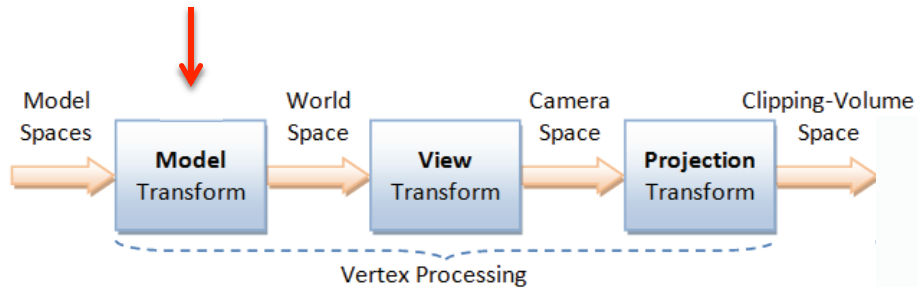 Model
Spaces
Model
Transform
World
Space
View
Transform
Camera
Space
Projection
Transform
Clipping-Volume
Space
Vertex Processing